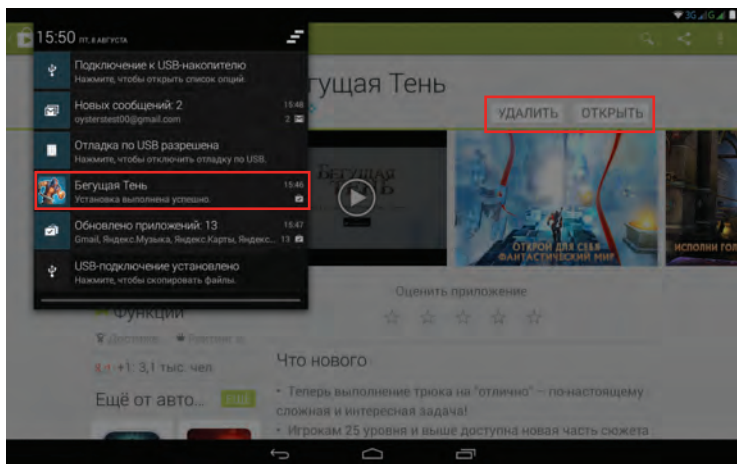 3G G
15:50 ПТ, 8 АВГУСТА
Подключение к USB-накопителю
Нажмите, чтобы открыть список опций.
Новых сообщений: 2 15:48
oysterstest00@gmail.com 2
Отладка по USB разрешена
Нажмите, чтобы отключить отладку по USB.
Бегущая Тень 15:46
Установка выполнена успешно.
Обновлено приложений: 13 15:47
Gmail, Яндекс.Музыка, Яндекс.Карты, Яндекс... 13
USB-подключение установлено
Нажмите, чтобы скопировать файлы.
гущая Тень
УДАЛИТЬ ОТКРЫТЬ
БЕГУЩАЯ
ТЕНЬ
ОТКРОЙ ДЛЯ СЕБЯ
ФАНТАСТИЧЕСКИЙ МИР
ИСПОЛНИ ГОЛ
Функции
Оценить приложение
+1: 3,1 тыс. чел.
Что нового
Ещё от авто... ЕЩЁ
• Теперь выполнение трюка на "отлично" – по-настоящему
сложная и интересная задача!
• Игрокам 25 уровня и выше доступна новая часть сюжета